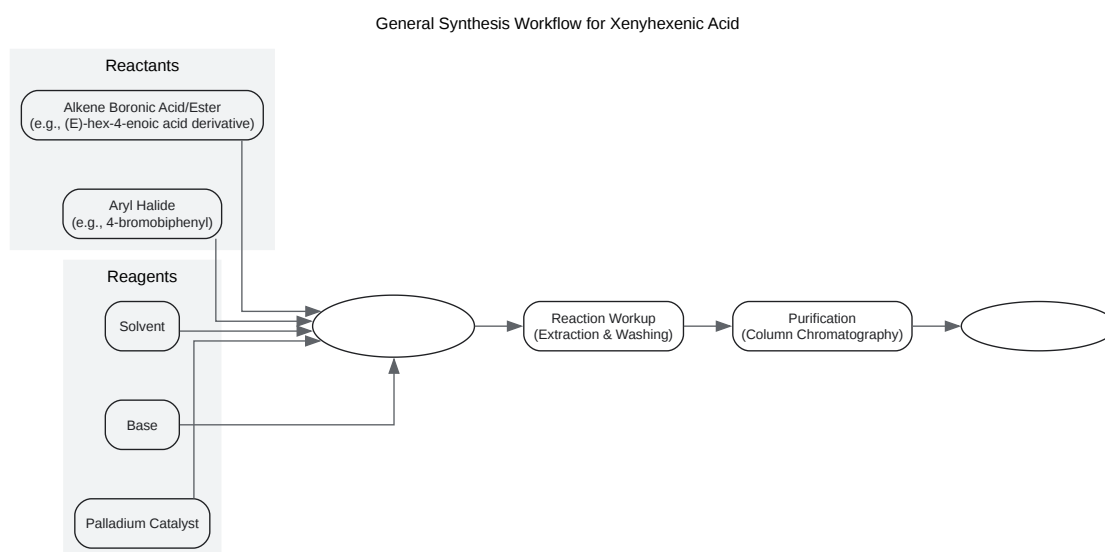 General Synthesis Workflow for Xenyhexenic Acid
Reactants
Alkene Boronic Acid/Ester
(e.g., (E)-hex-4-enoic acid derivative)
Aryl Halide
(e.g., 4-bromobiphenyl)
Reagents
Solvent
Base
Palladium Catalyst
Reaction Workup
(Extraction & Washing)
Purification
(Column Chromatography)